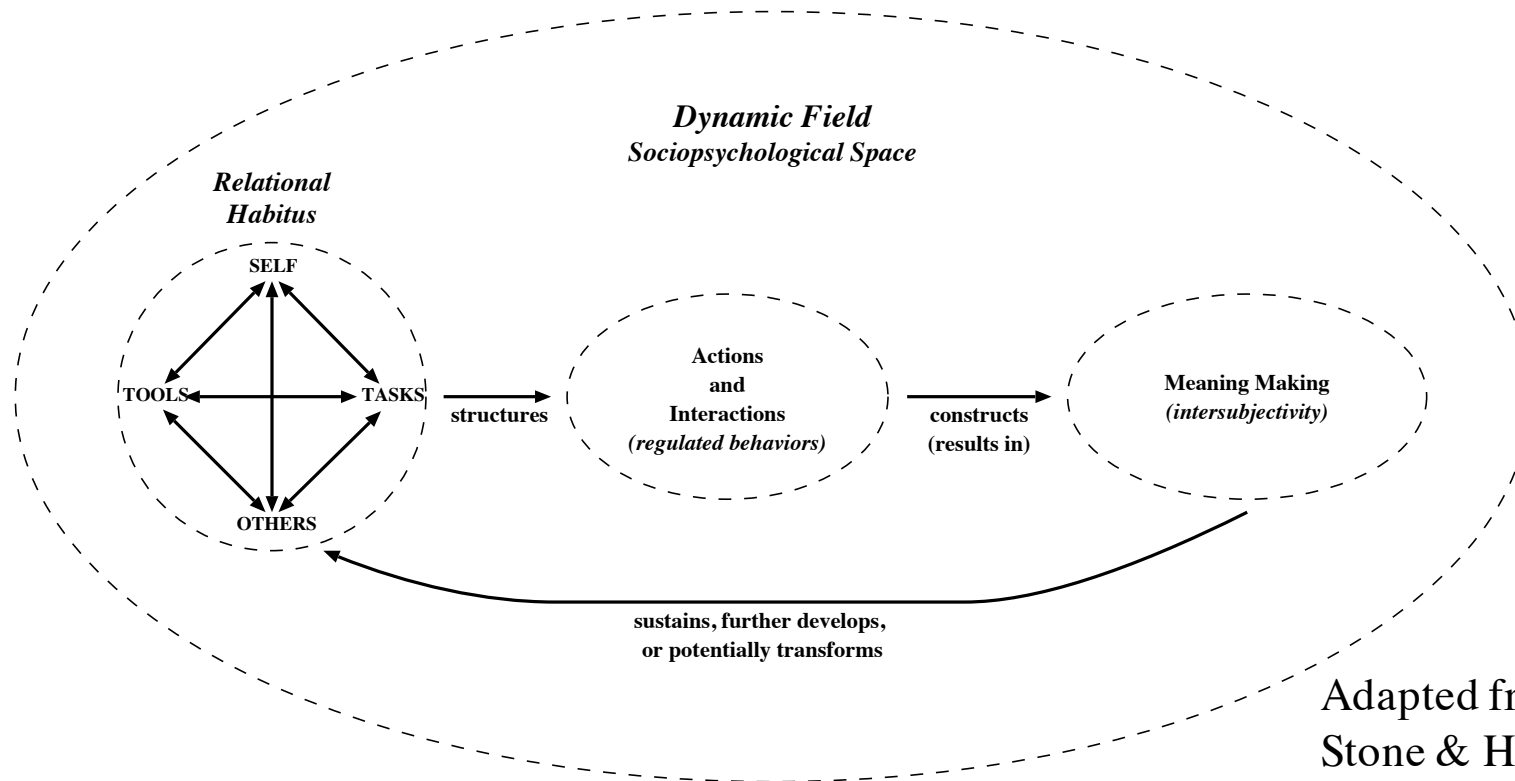 Dynamic Field
Sociopsychological Space
Relational
Habitus
SELF
TOOLS
TASKS
OTHERS
structures
Actions
and
Interactions
(regulated behaviors)
constructs
(results in)
Meaning Making
(intersubjectivity)
sustains, further develops,
or potentially transforms
Adapted
Stone &